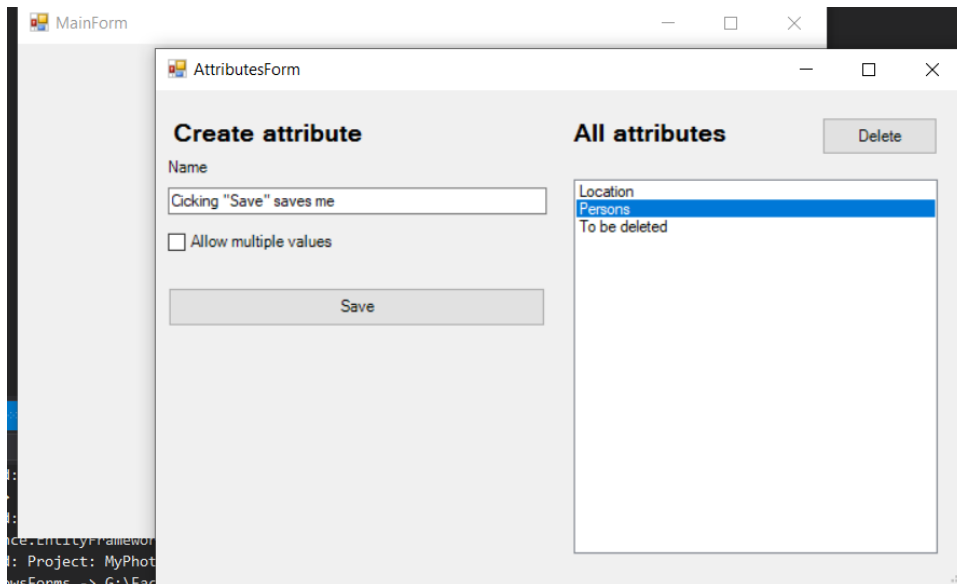 MainForm
AttributesForm
Create attribute
Name
Cicking "Save" saves me
Allow multiple values
Save
All attributes
Delete
Location
Persons
To be deleted
d:
d:
nce.EntityFramewor
d: Project: MyPhot
owsForms -> G:\Fac